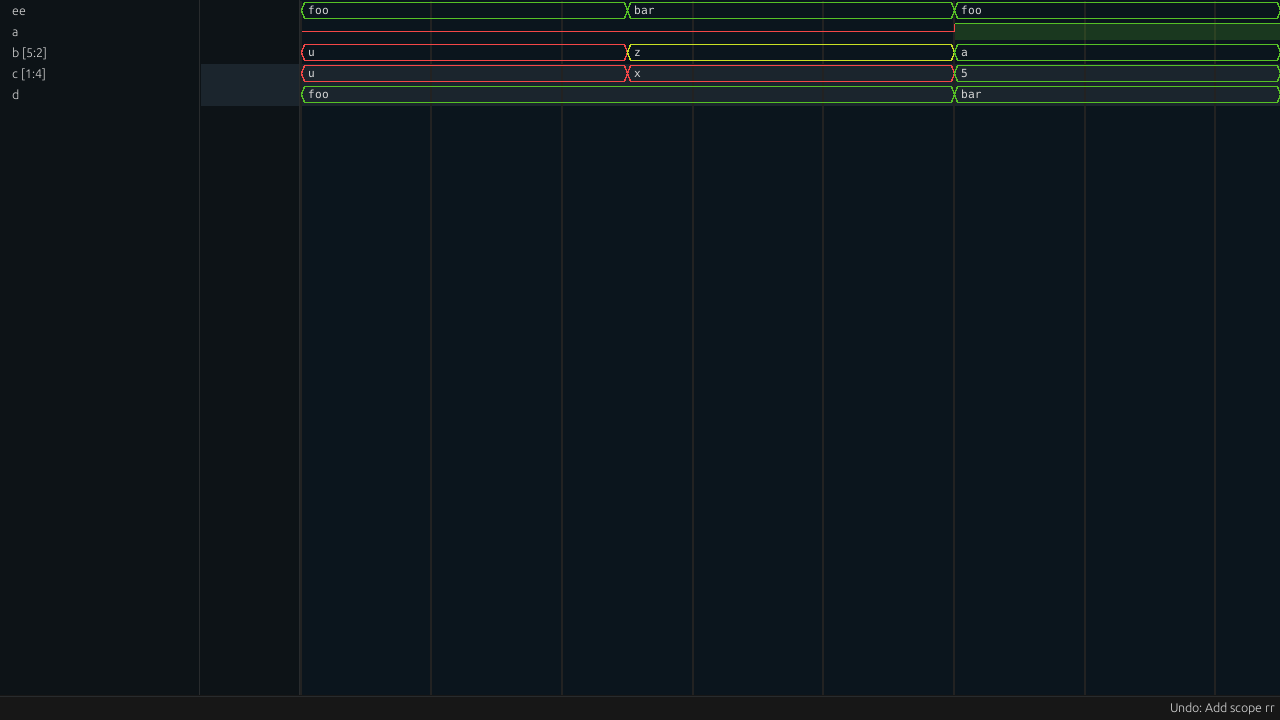 ee foo bar foo
a
b [5:2] u z a
c [1:4] u x 5
d foo bar
Undo: Add scope rr